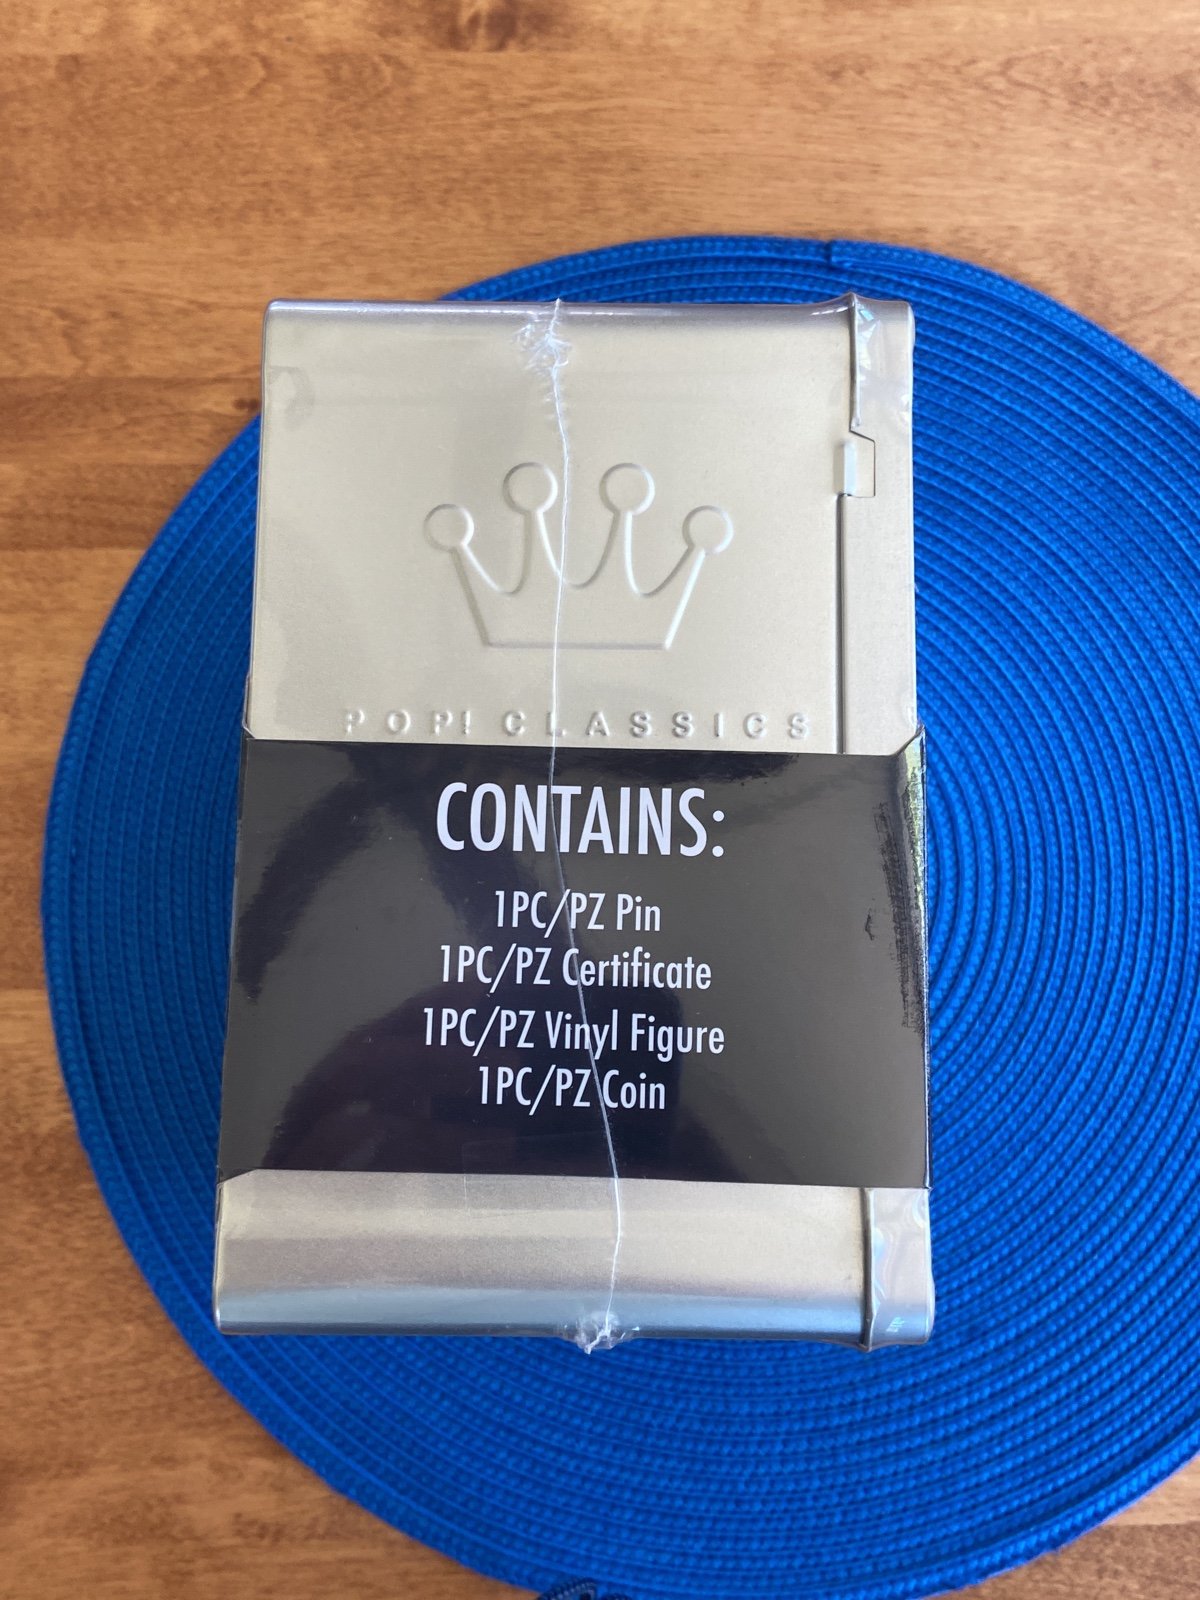 POP! CLASSICS
CONTAINS:
1PC/PZ Pin
1PC/PZ Certificate
1PC/PZ Vinyl Figure
1PC/PZ Coin